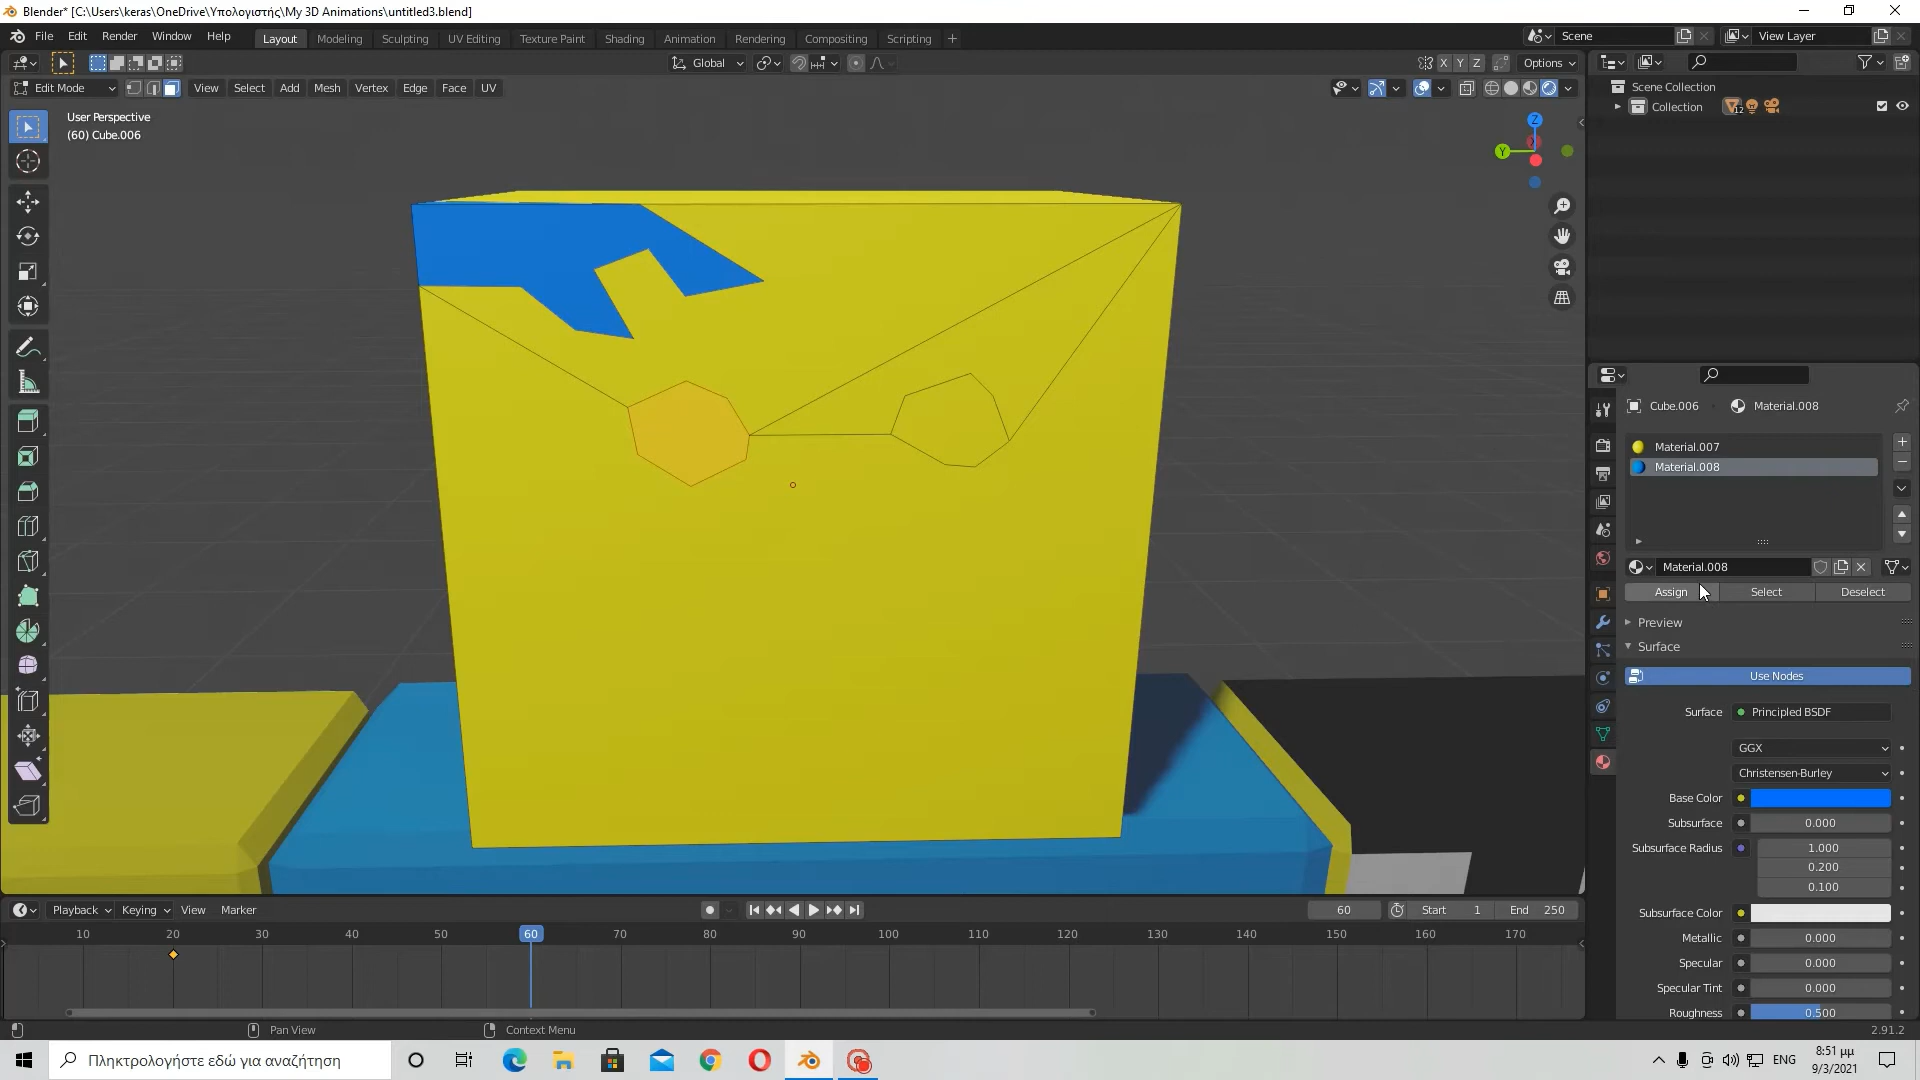 Blender* [C:\Users\keras\OneDrive\Υπολογιστής\My 3D Animations\untitled3.blend]
File Edit Render Window Help Layout Modeling Sculpting UV Editing Texture Paint Shading Animation Rendering Compositing Scripting + Scene View Layer
Global X Y Z Options
Edit Mode View Select Add Mesh Vertex Edge Face UV
User Perspective
(60) Cube.006
Z
Y
Scene Collection
Collection 12
Cube.006 Material.008
Material.007
Material.008
Material.008
Assign Select Deselect
Preview
Surface
Use Nodes
Surface Principled BSDF
GGX
Christensen-Burley
Base Color
Subsurface 0.000
Subsurface Radius 1.000
0.200
0.100
Subsurface Color
Metallic 0.000
Specular 0.000
Specular Tint 0.000
Roughness 0.500
Playback Keying View Marker 60 Start 1 End 250
10 20 30 40 50 60 70 80 90 100 110 120 130 140 150 160 170
Pan View Context Menu 2.91.2
Πληκτρολογήστε εδώ για αναζήτηση ENG 8:51 μμ
9/3/2021